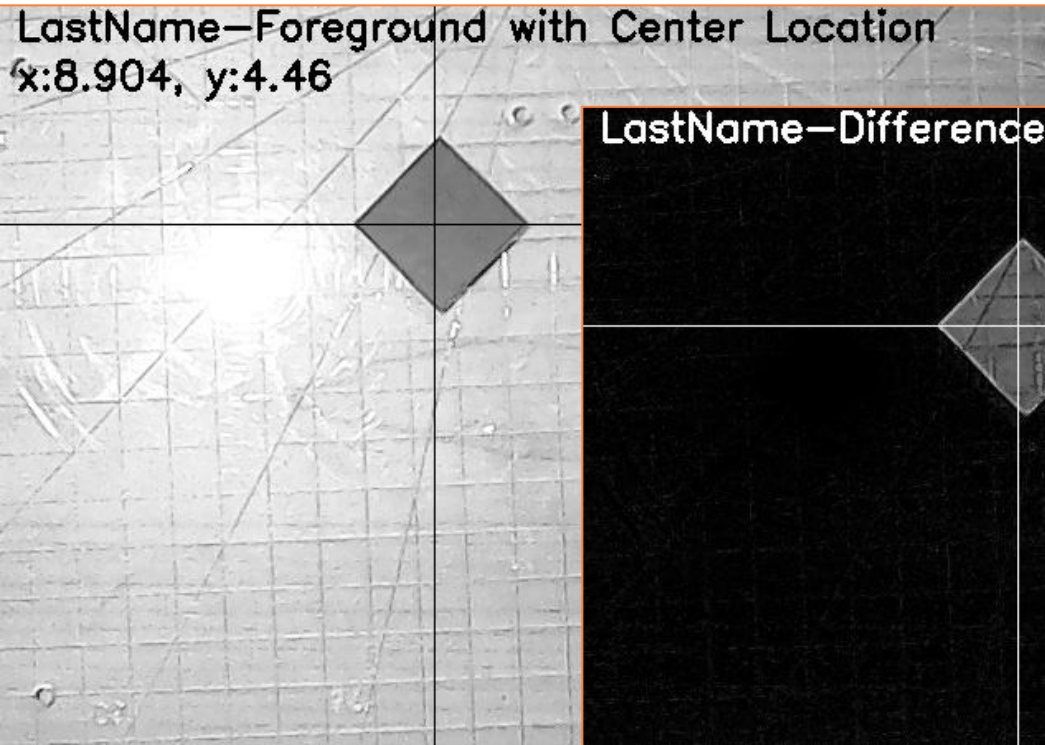 LastName-Foreground with Center Location
x:8.904, y:4.46
LastName-Difference